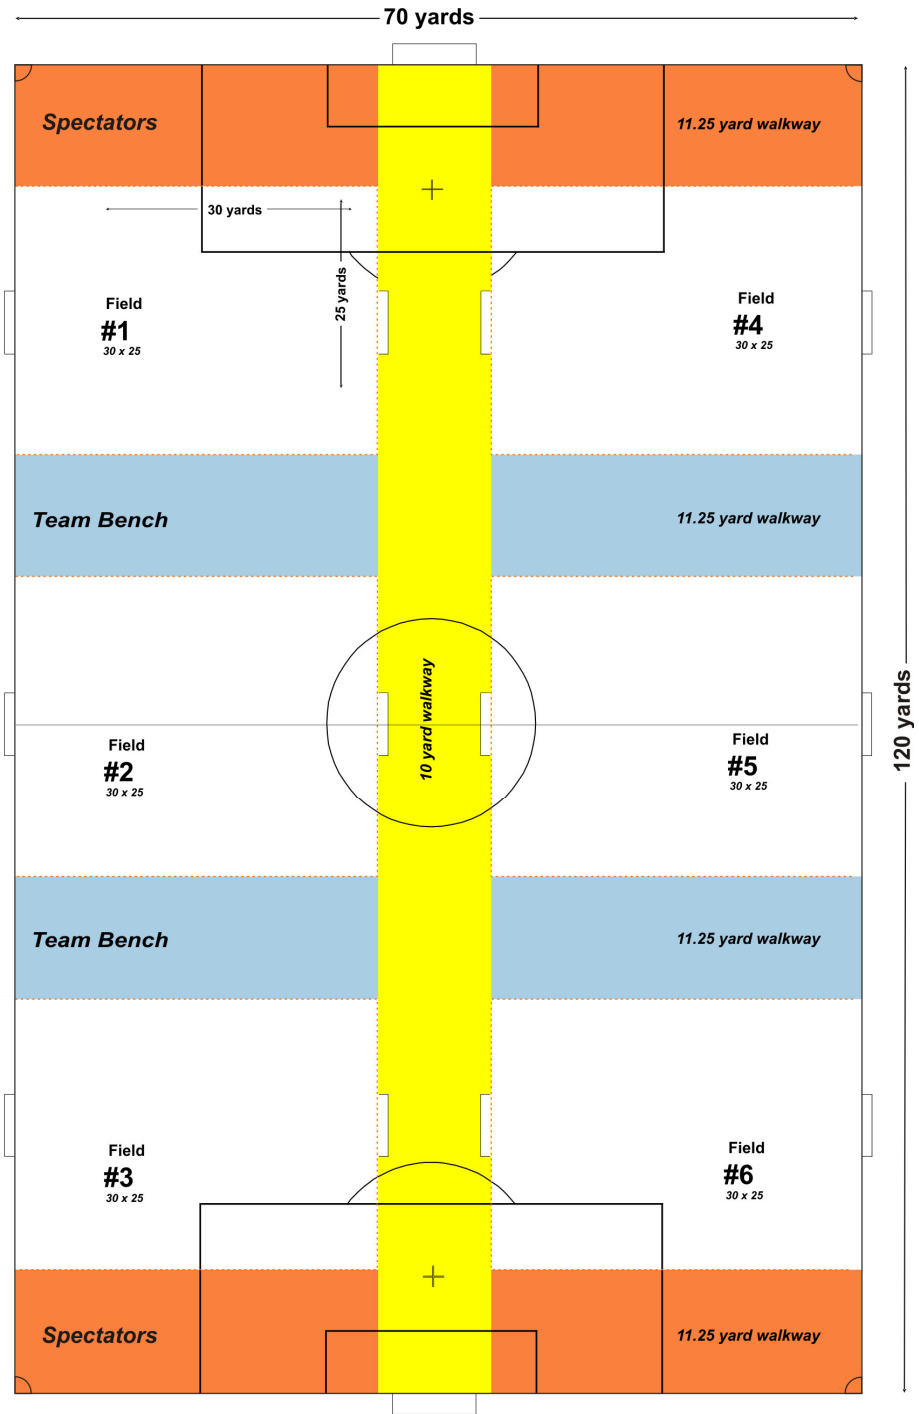 70 yards
Spectators
11.25 yard walkway
30 yards
25 yards
Field
#1
30 x 25
Field
#4
30 x 25
Team Bench
11.25 yard walkway
10 yard walkway
120 yards
Field
#2
30 x 25
Field
#5
30 x 25
Team Bench
11.25 yard walkway
Field
#3
30 x 25
Field
#6
30 x 25
Spectators
11.25 yard walkway